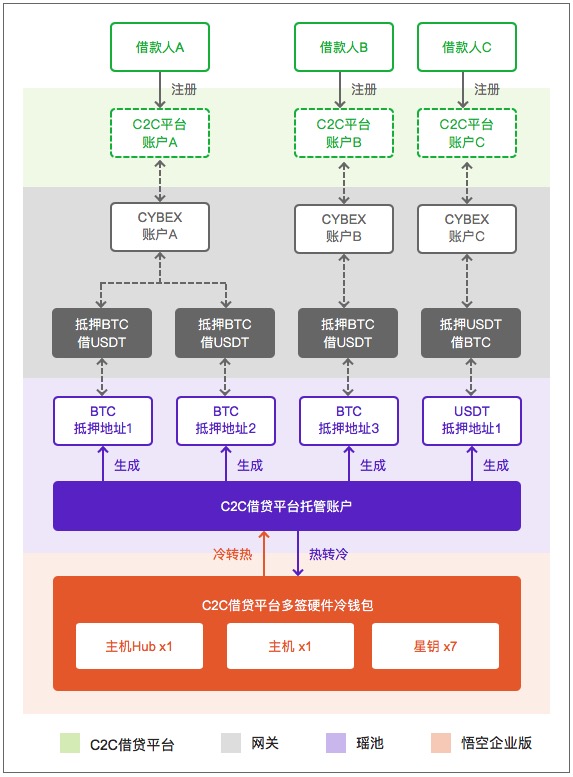 借款人A
借款人B
借款人C
注册
注册
注册
C2C平台
账户A
C2C平台
账户B
C2C平台
账户C
CYBEX
账户A
CYBEX
账户B
CYBEX
账户C
抵押BTC
借USDT
抵押BTC
借USDT
抵押BTC
借USDT
抵押USDT
借BTC
BTC
抵押地址1
BTC
抵押地址2
BTC
抵押地址3
USDT
抵押地址1
生成
生成
生成
生成
C2C借贷平台托管账户
冷转热
热转冷
C2C借贷平台多签硬件冷钱包
主机Hub x1
主机 x1
星钥 x7
C2C借贷平台
网关
瑶池
悟空企业版